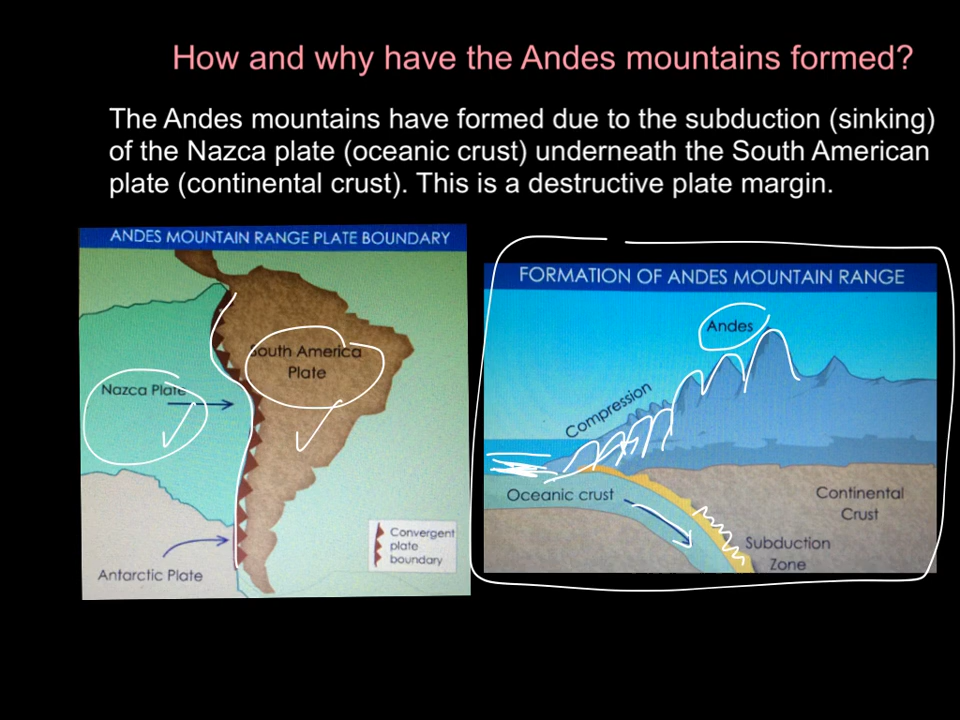 How and why have the Andes mountains formed?
The Andes mountains have formed due to the subduction (sinking)
of the Nazca plate (oceanic crust) underneath the South American
plate (continental crust). This is a destructive plate margin.
ANDES MOUNTAIN RANGE PLATE BOUNDARY
South America
Plate
Nazca Plate
Convergent
plate
boundary
Antarctic Plate
FORMATION OF ANDES MOUNTAIN RANGE
Andes
Compression
Oceanic crust
Continental
Crust
Subduction
Zone